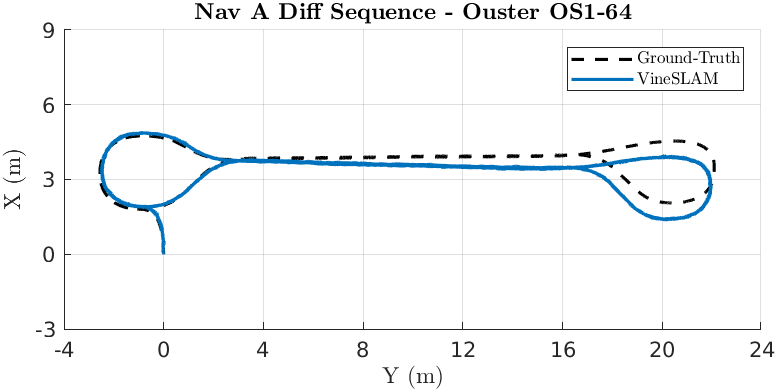 Nav A Diff Sequence - Ouster OS1-64
Ground-Truth
VineSLAM
9
6
3
0
-3
X (m)
-4
0
4
8
12
16
20
24
Y (m)